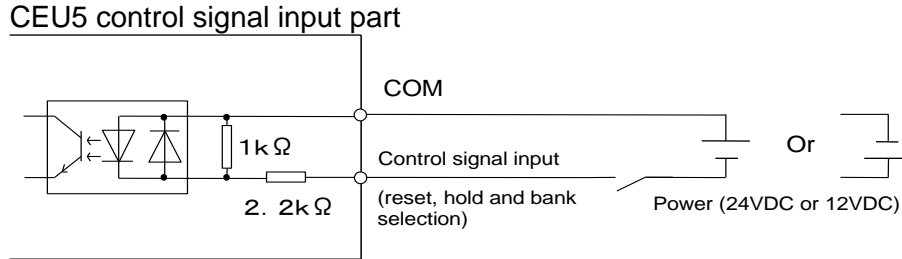 CEU5 control signal input part
COM
1kΩ
Or
Control signal input
2. 2kΩ
(reset, hold and bank
selection)
Power (24VDC or 12VDC)